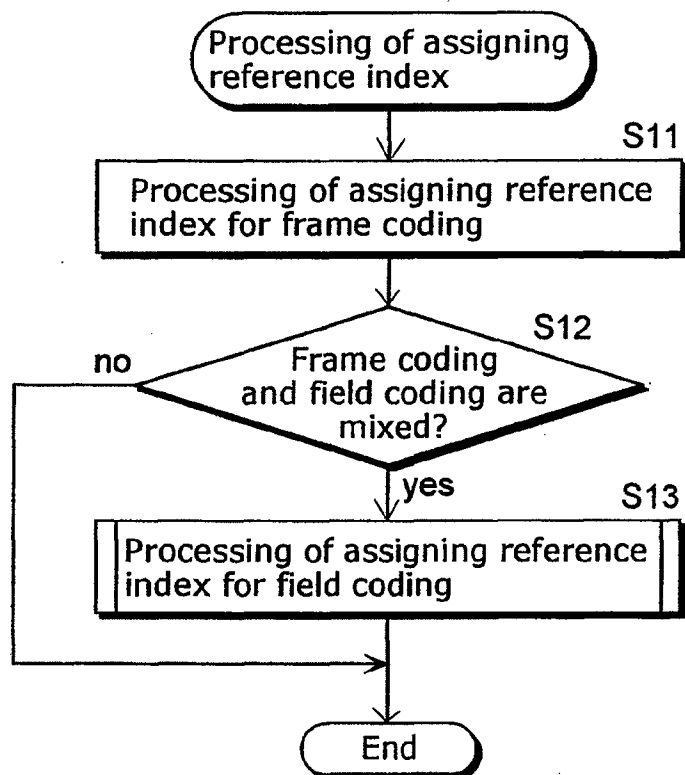 Processing of assigning
reference index
S11
Processing of assigning reference
index for frame coding
S12
no
Frame coding
and field coding are
mixed?
yes
S13
Processing of assigning reference
index for field coding
End